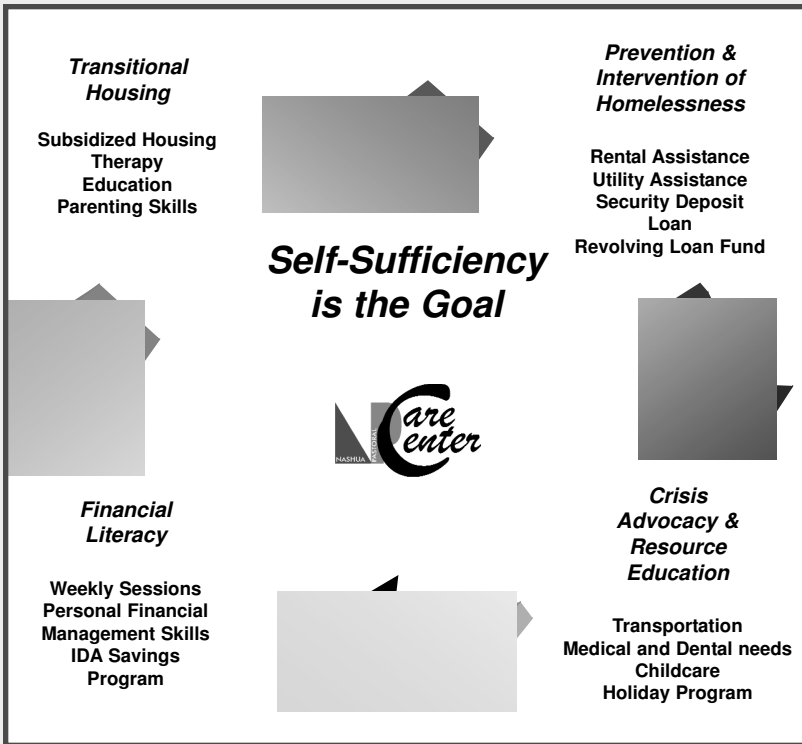 Transitional
Housing
Subsidized Housing
Therapy
Education
Parenting Skills
Prevention &
Intervention of
Homelessness
Rental Assistance
Utility Assistance
Security Deposit
Loan
Revolving Loan Fund
Self-Sufficiency
is the Goal
NASHUA
PASTORAL
Care
Center
Financial
Literacy
Weekly Sessions
Personal Financial
Management Skills
IDA Savings
Program
Crisis
Advocacy &
Resource
Education
Transportation
Medical and Dental needs
Childcare
Holiday Program